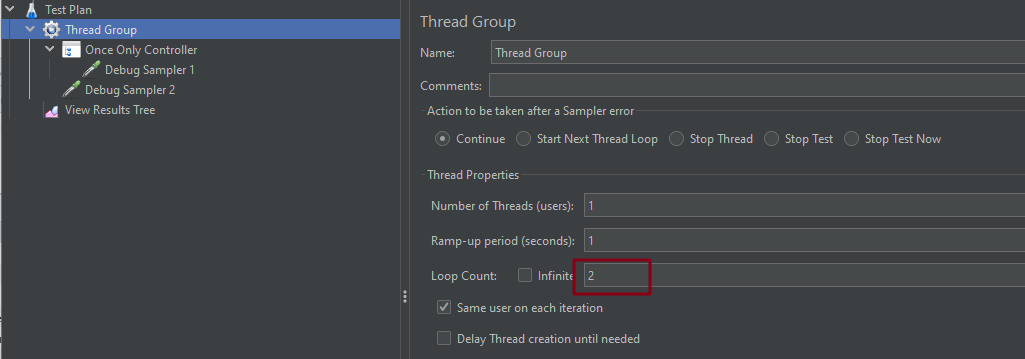 Test Plan
Thread Group
Once Only Controller
Debug Sampler 1
Debug Sampler 2
View Results Tree
Thread Group
Name: Thread Group
Comments:
Action to be taken after a Sampler error
Continue Start Next Thread Loop Stop Thread Stop Test Stop Test Now
Thread Properties
Number of Threads (users): 1
Ramp-up period (seconds): 1
Loop Count: Infinite 2
Same user on each iteration
Delay Thread creation until needed